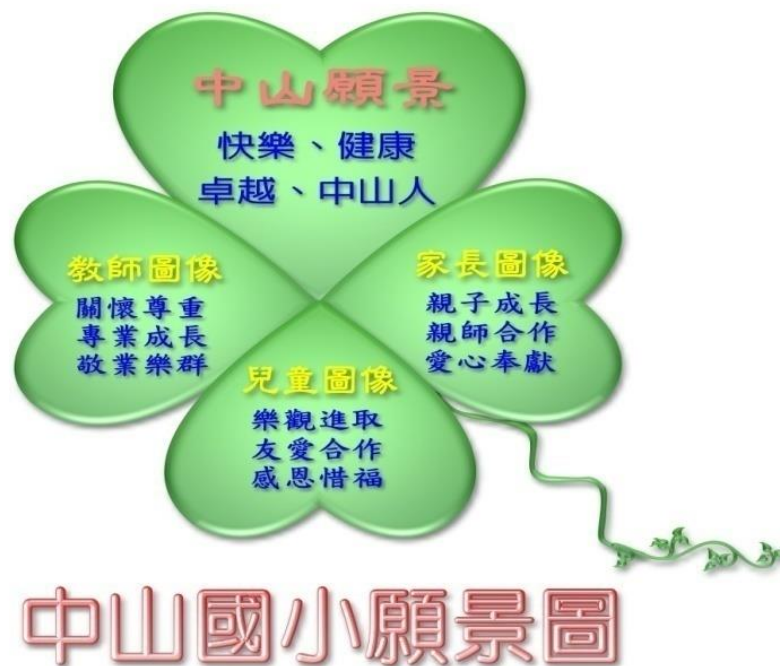 中山願景
快樂、健康
卓越、中山人
教師圖像
關懷尊重
專業成長
敬業樂群
家長圖像
親子成長
親師合作
愛心奉獻
兒童圖像
樂觀進取
友愛合作
感恩惜福
中山國小願景圖